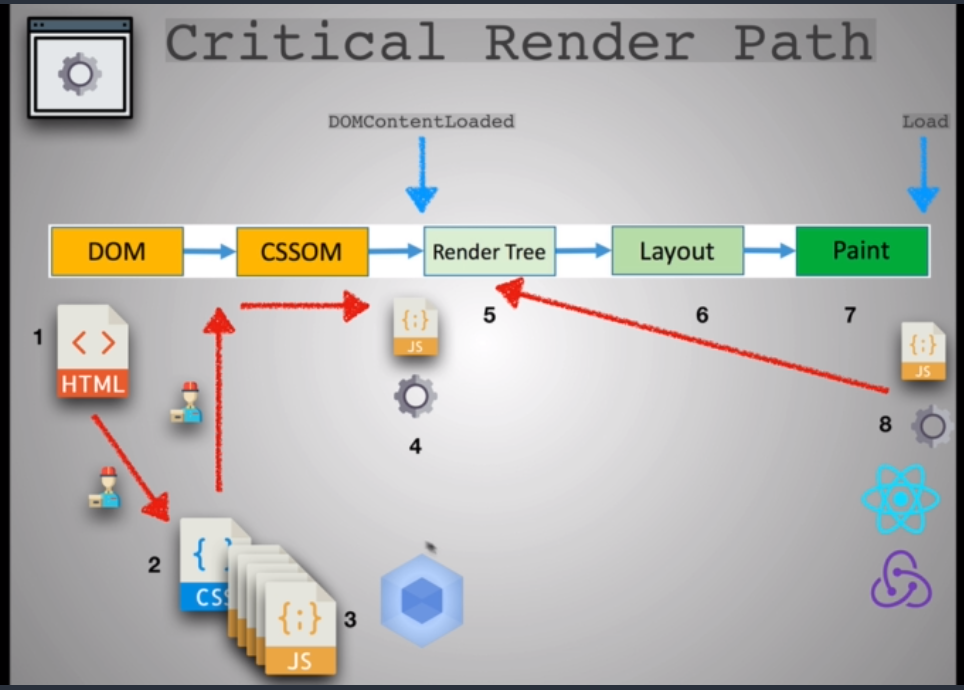 Critical Render Path
DOMContentLoaded
Load
DOM
CSSOM
Render Tree
Layout
Paint
1
HTML
{;}
JS
5
6
7
{;}
JS
4
8
2
{ }
CSS
{;}
JS
3